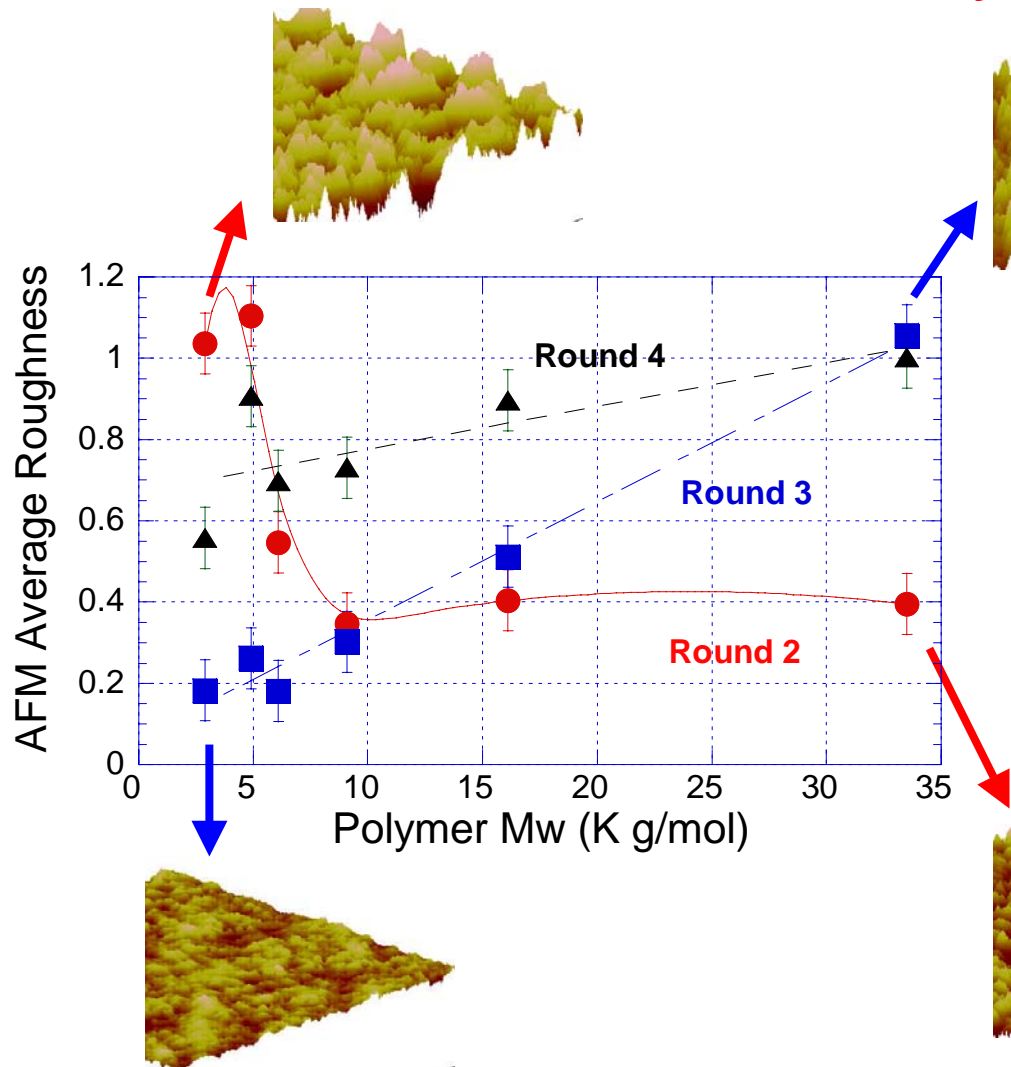 1.2
1
0.8
0.6
0.4
0.2
0
AFM Average Roughness
Round 4
Round 3
Round 2
0 5 10 15 20 25 30 35
Polymer Mw (K g/mol)